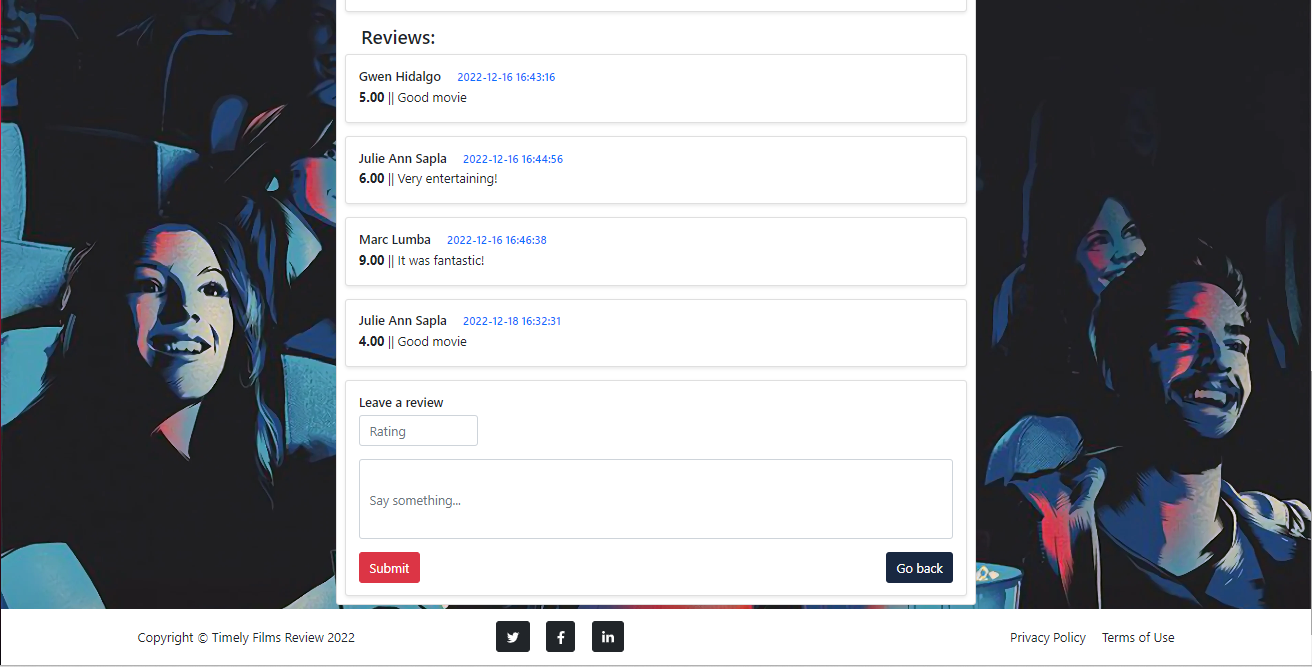 Reviews:
Gwen Hidalgo 2022-12-16 16:43:16
5.00 || Good movie
Julie Ann Sapla 2022-12-16 16:44:56
6.00 || Very entertaining!
Marc Lumba 2022-12-16 16:46:38
9.00 || It was fantastic!
Julie Ann Sapla 2022-12-18 16:32:31
4.00 || Good movie
Leave a review
Rating
Say something...
Submit Go back
Copyright © Timely Films Review 2022 Privacy Policy Terms of Use